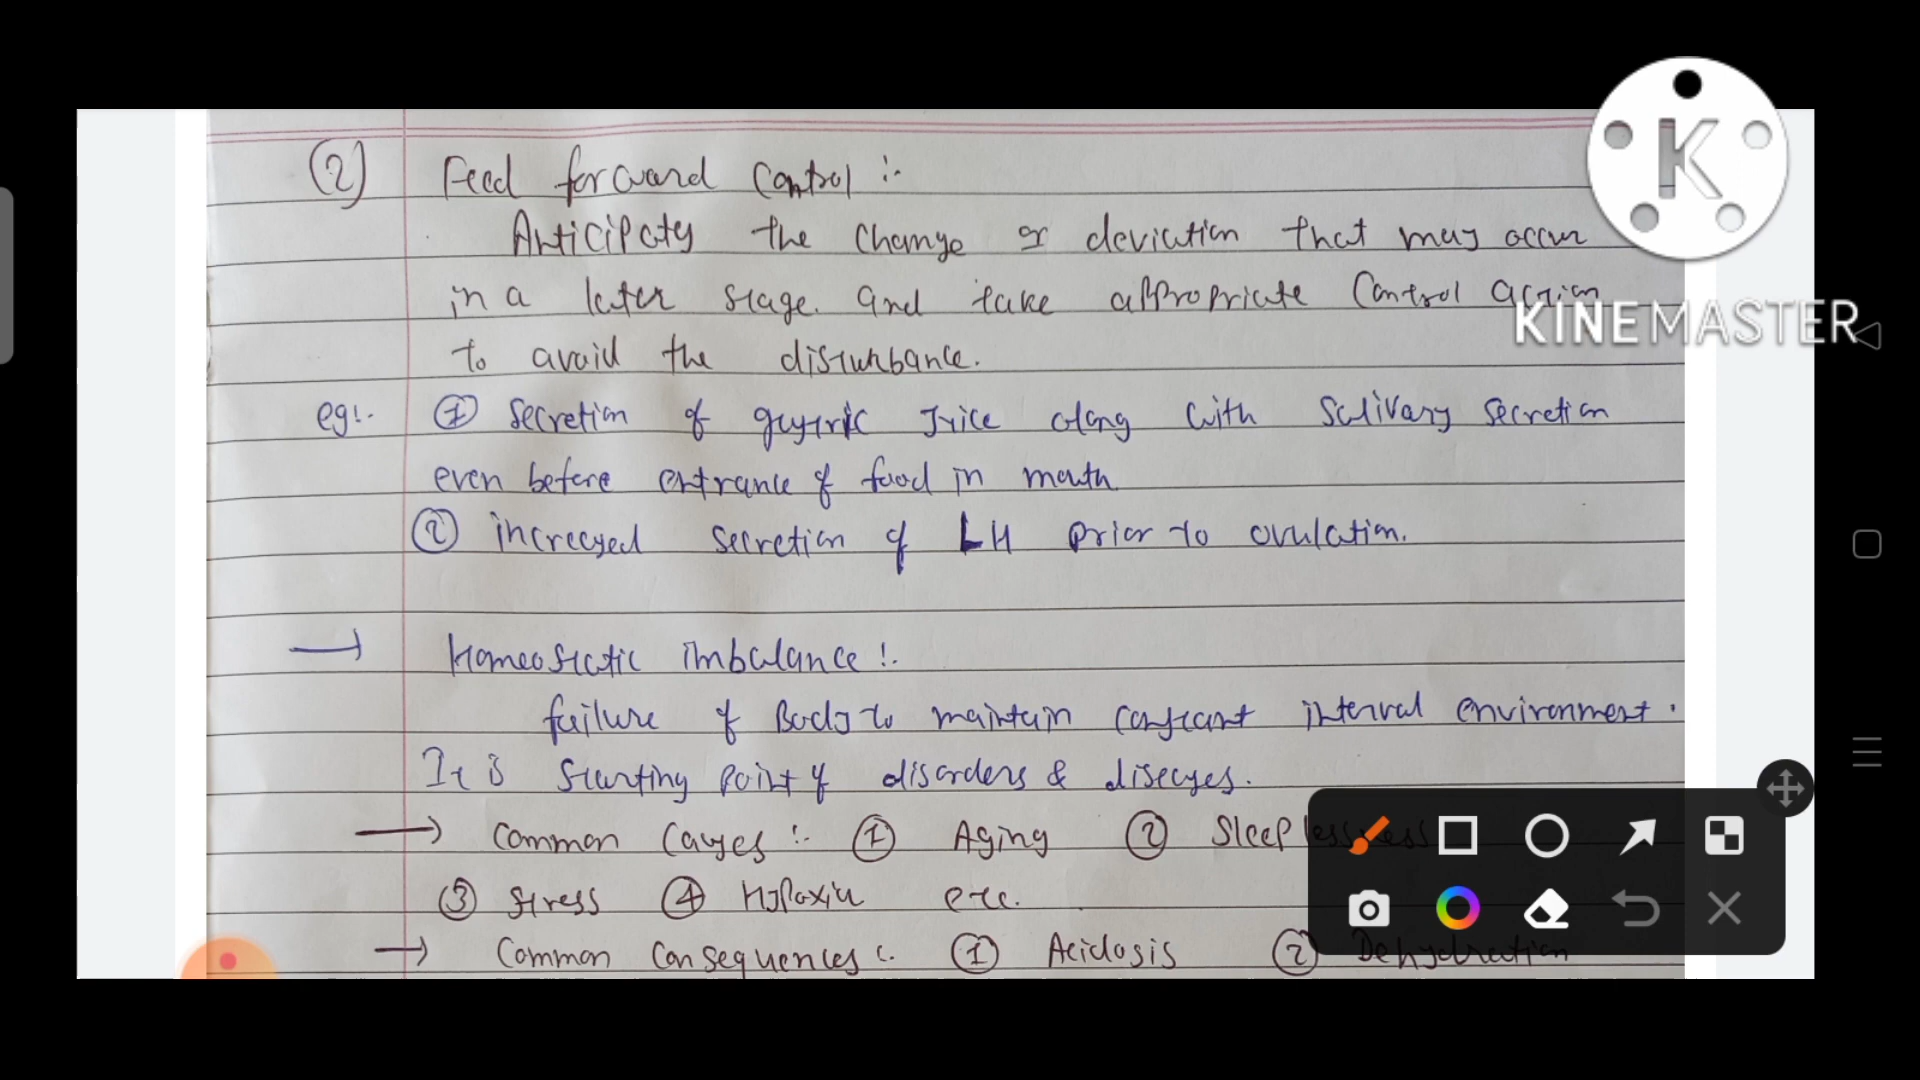 (2) Feed forward Control :-
Anticipate the change or deviation that may occur
in a later stage. and take appropriate Control action
to avoid the disturbance.
eg:- ① Secretion of gastric Juice along with Salivary Secretion
even before entrance of food in mouth
② increased secretion of LH prior to ovulation.
→ Homeostatic imbalance :-
failure of Body to maintain constant internal environment.
It is starting point of disorders & diseases.
→ Common Causes :- ① Aging ② Sleeplessness
③ Stress ④ Hypoxia etc.
→ Common Consequences :- ① Acidosis ② Dehydration
K
KINEMASTER